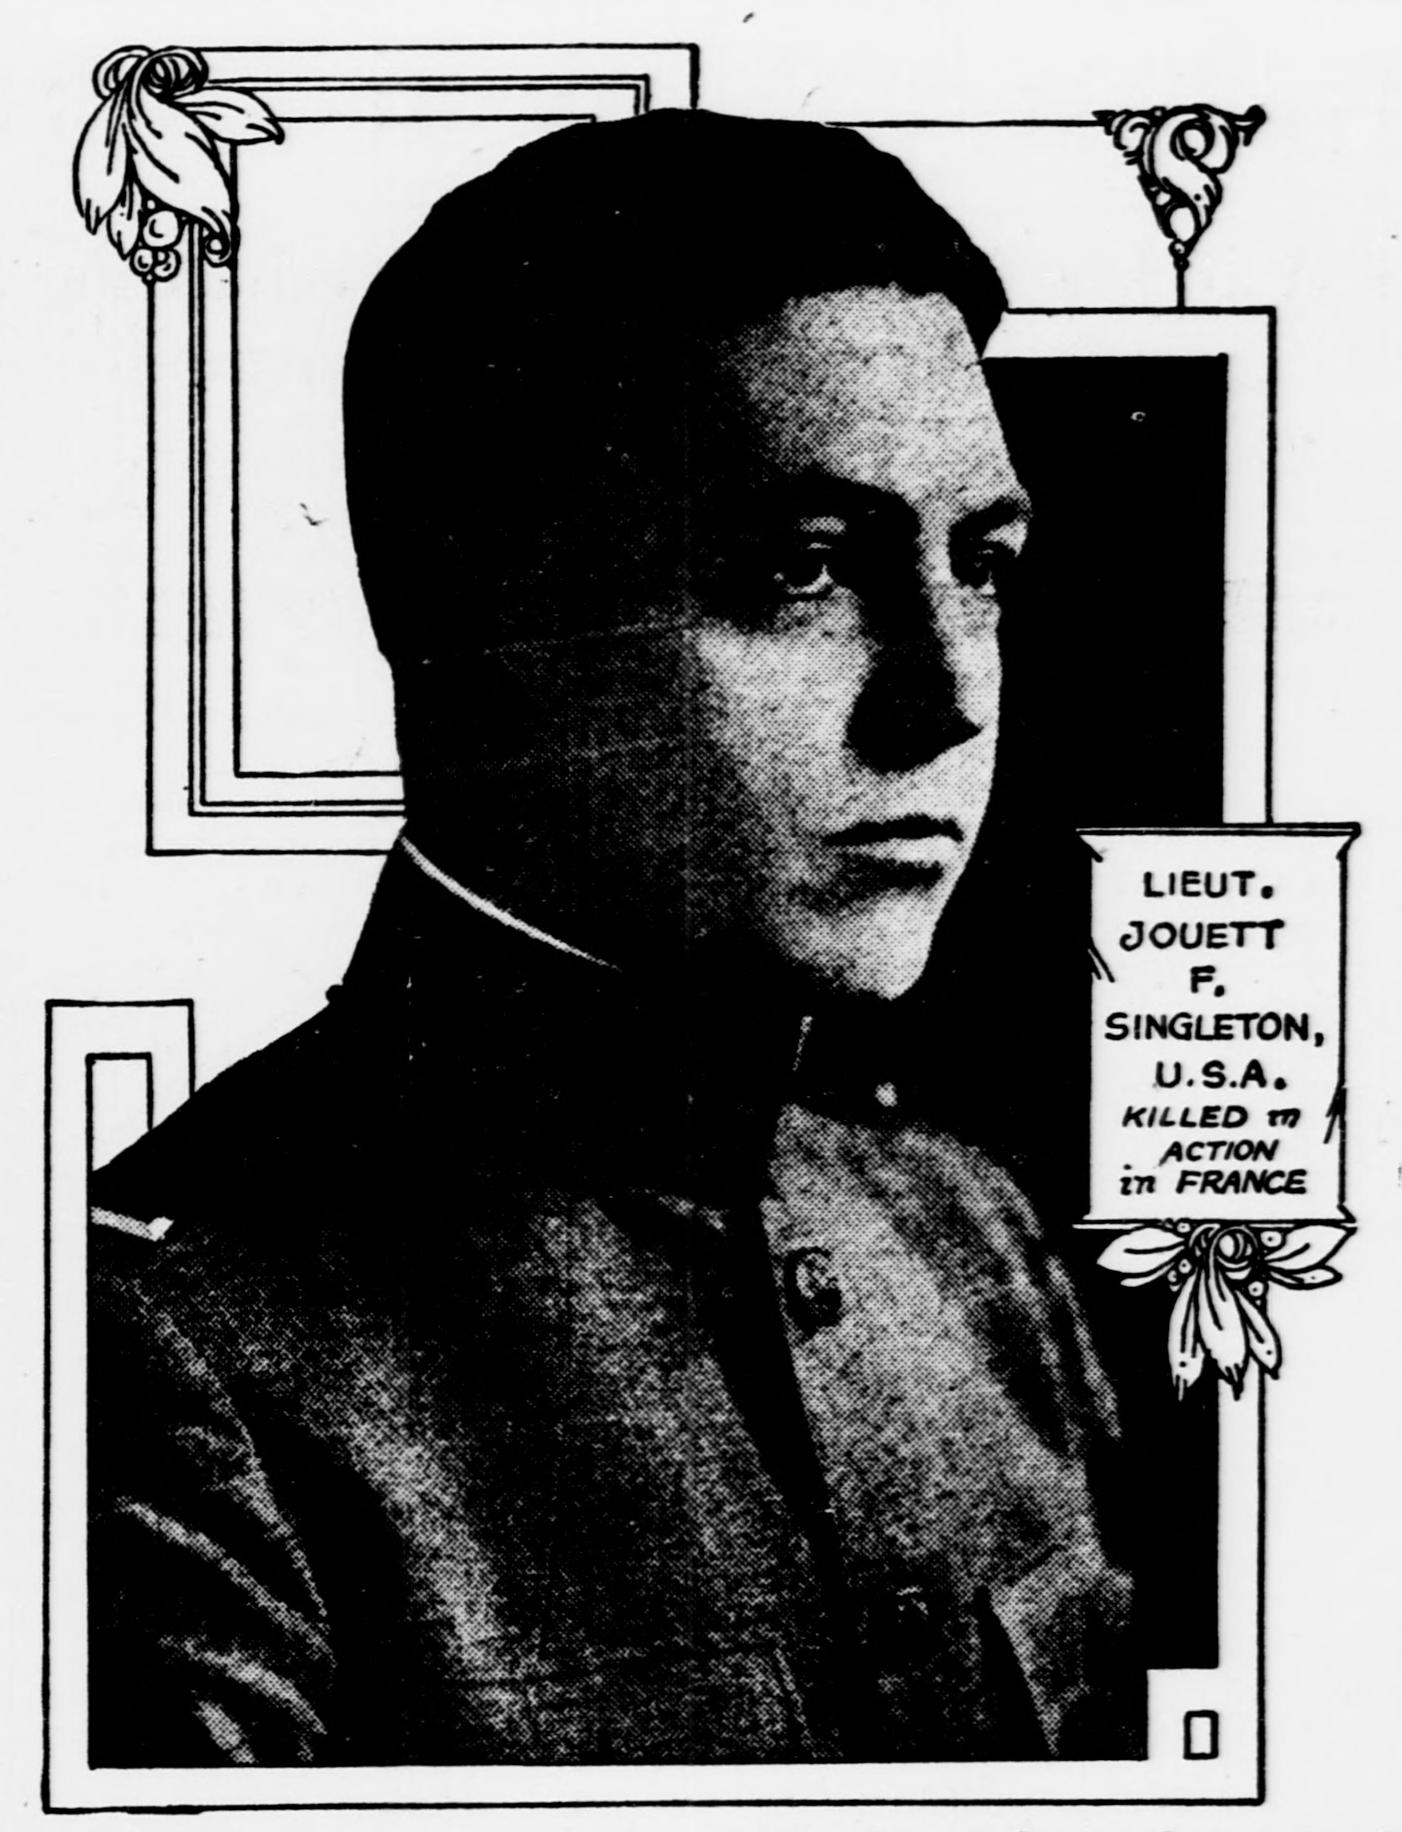 LIEUT.
JOUETT
F.
SINGLETON,
U.S.A.
KILLED in
ACTION
in FRANCE